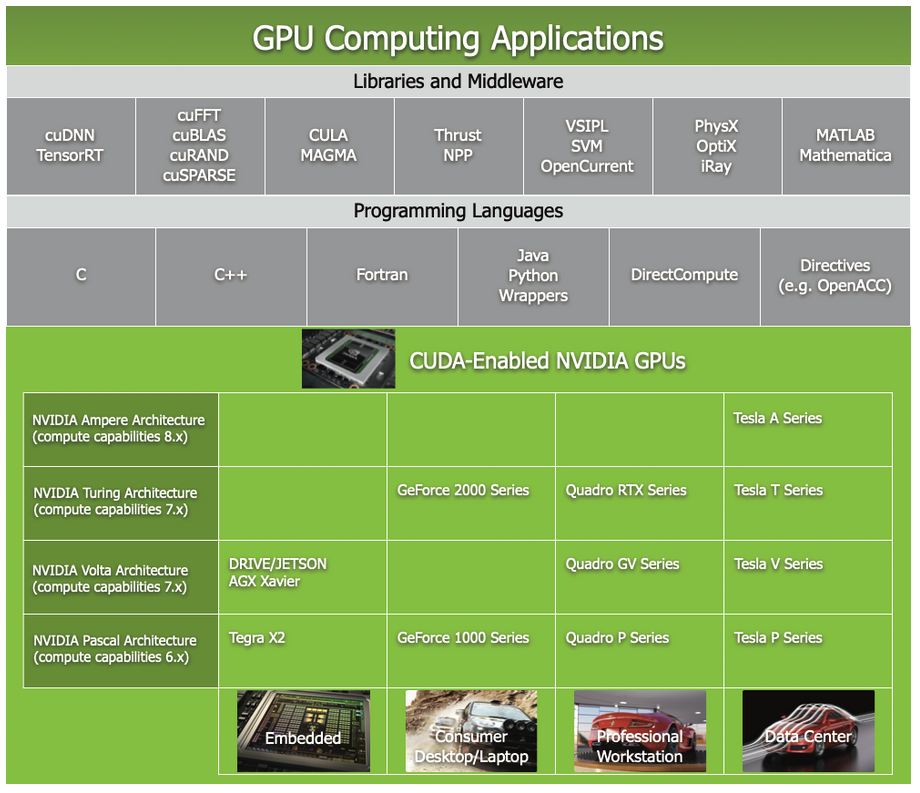 GPU Computing Applications
Libraries and Middleware
cuDNN
TensorRT
cuFFT
cuBLAS
cuRAND
cuSPARSE
CULA
MAGMA
Thrust
NPP
VSIPL
SVM
OpenCurrent
PhysX
OptiX
iRay
MATLAB
Mathematica
Programming Languages
C
C++
Fortran
Java
Python
Wrappers
DirectCompute
Directives
(e.g. OpenACC)
CUDA-Enabled NVIDIA GPUs
NVIDIA Ampere Architecture
(compute capabilities 8.x)
Tesla A Series
NVIDIA Turing Architecture
(compute capabilities 7.x)
GeForce 2000 Series
Quadro RTX Series
Tesla T Series
NVIDIA Volta Architecture
(compute capabilities 7.x)
DRIVE/JETSON
AGX Xavier
Quadro GV Series
Tesla V Series
NVIDIA Pascal Architecture
(compute capabilities 6.x)
Tegra X2
GeForce 1000 Series
Quadro P Series
Tesla P Series
Embedded
Consumer
Desktop/Laptop
Professional
Workstation
Data Center